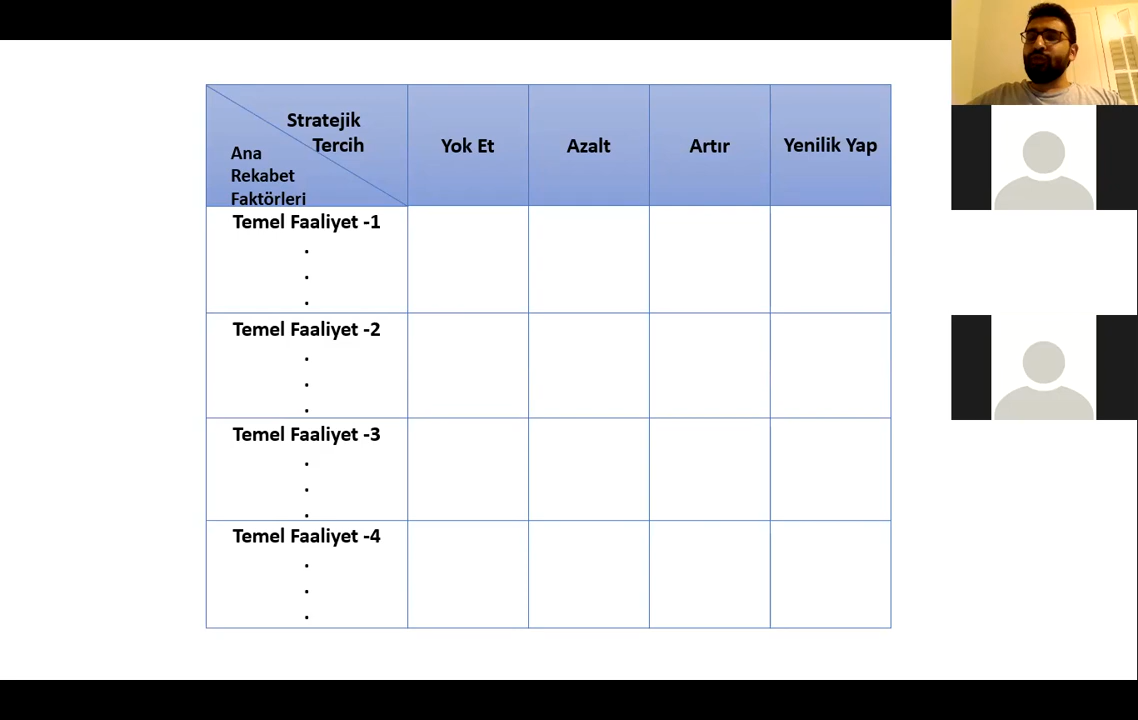 Stratejik
Tercih
Ana
Rekabet
Faktörleri
Yok Et
Azalt
Artır
Yenilik Yap
Temel Faaliyet -1
.
.
.
Temel Faaliyet -2
.
.
.
Temel Faaliyet -3
.
.
.
Temel Faaliyet -4
.
.
.